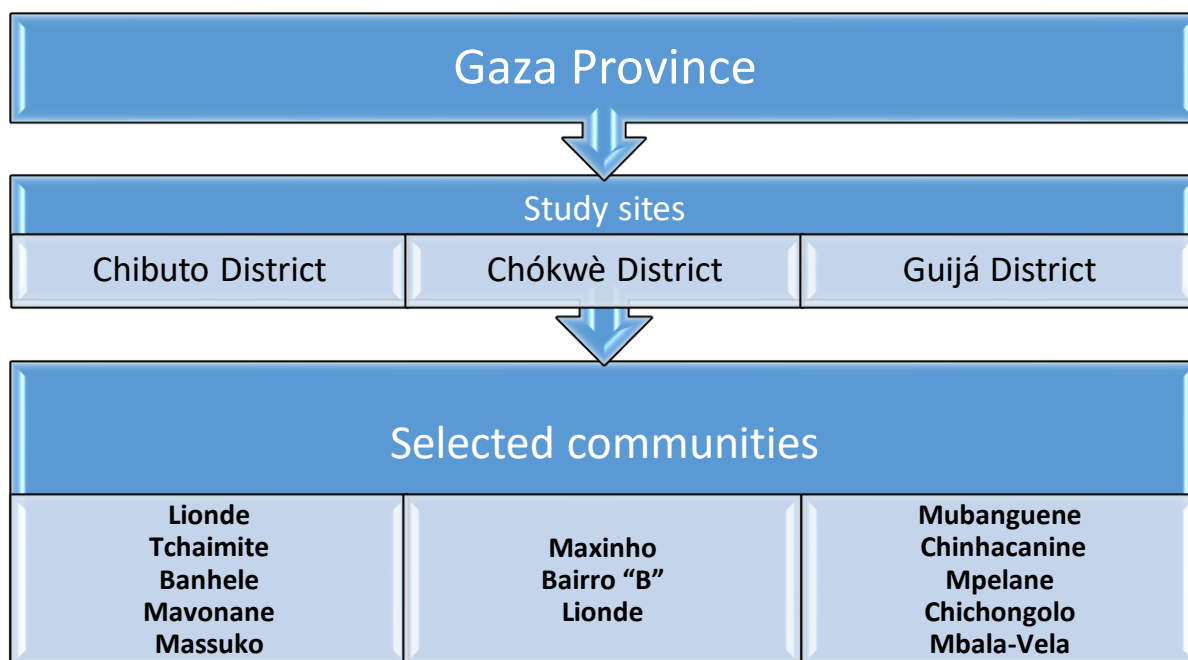 Gaza Province
Study sites
Chibuto District
Chókwè District
Guijá District
Selected communities
Lionde
Tchaimite
Banhele
Mavonane
Massuko
Maxinho
Bairro “B”
Lionde
Mubanguene
Chinhacanine
Mpelane
Chichongolo
Mbala-Vela